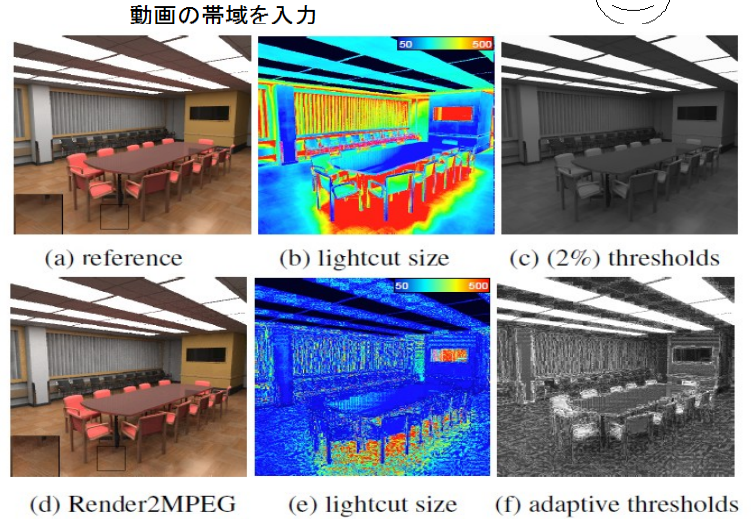 動画の帯域を入力
50 500
(a) reference (b) lightcut size (c) (2%) thresholds
50 500
(d) Render2MPEG (e) lightcut size (f) adaptive thresholds